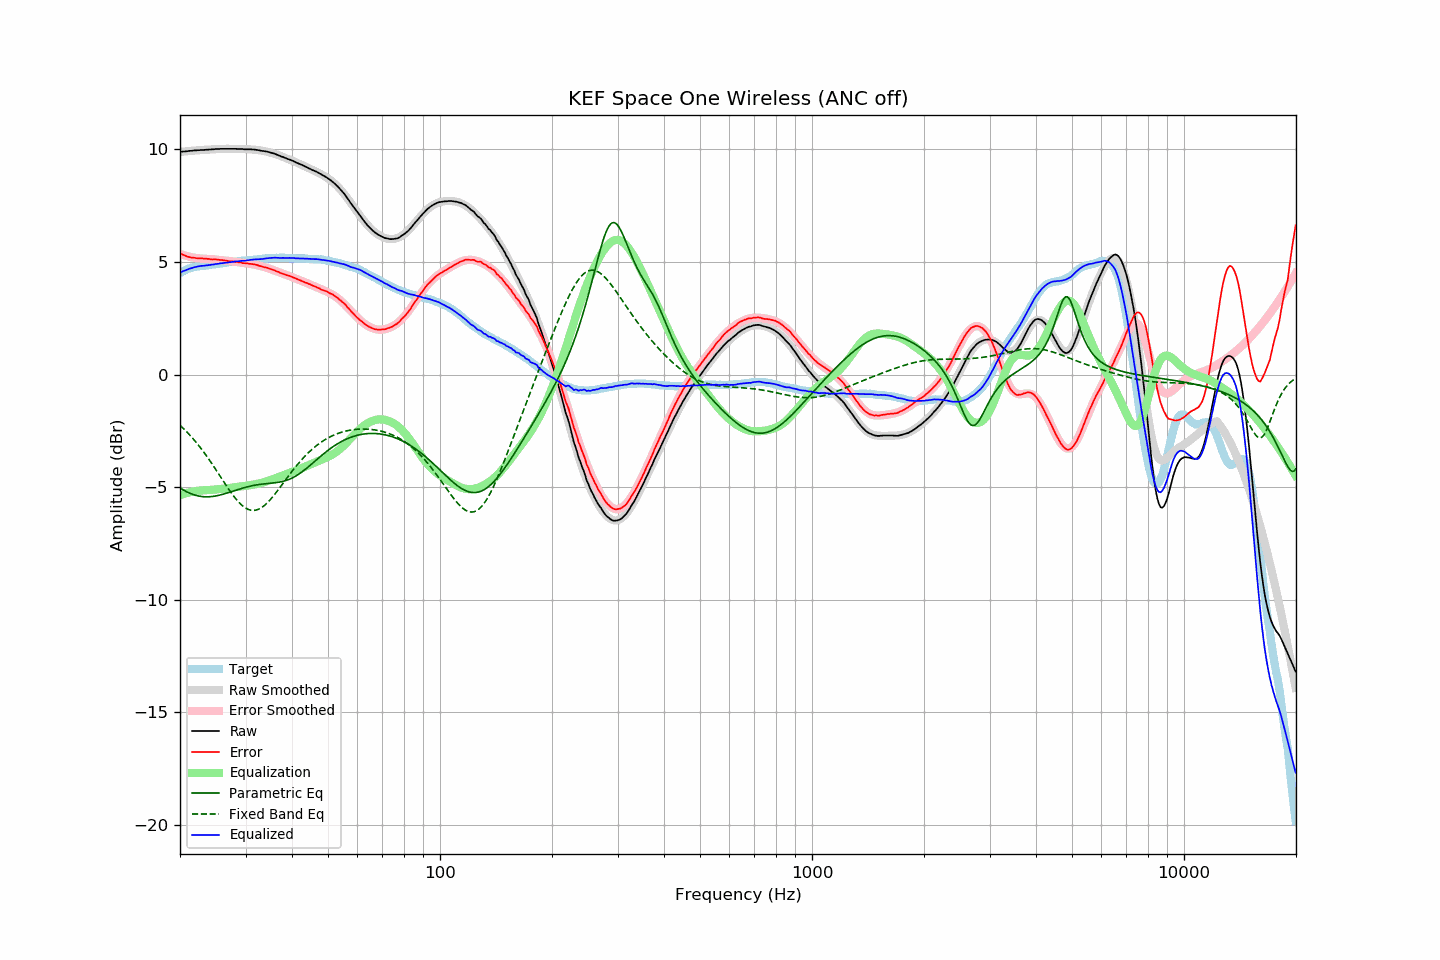 KEF Space One Wireless (ANC off)
10
5
0
−5
−10
−15
−20
Amplitude (dBr)
Target
Raw Smoothed
Error Smoothed
Raw
Error
Equalization
Parametric Eq
Fixed Band Eq
Equalized
100
1000
10000
Frequency (Hz)